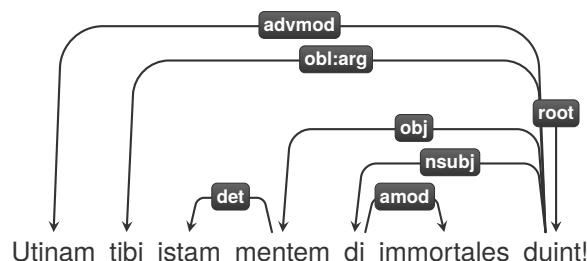 advmod
obl:arg
root
obj
nsubj
det amod
Utinam tibi istam mentem di immortales duint!